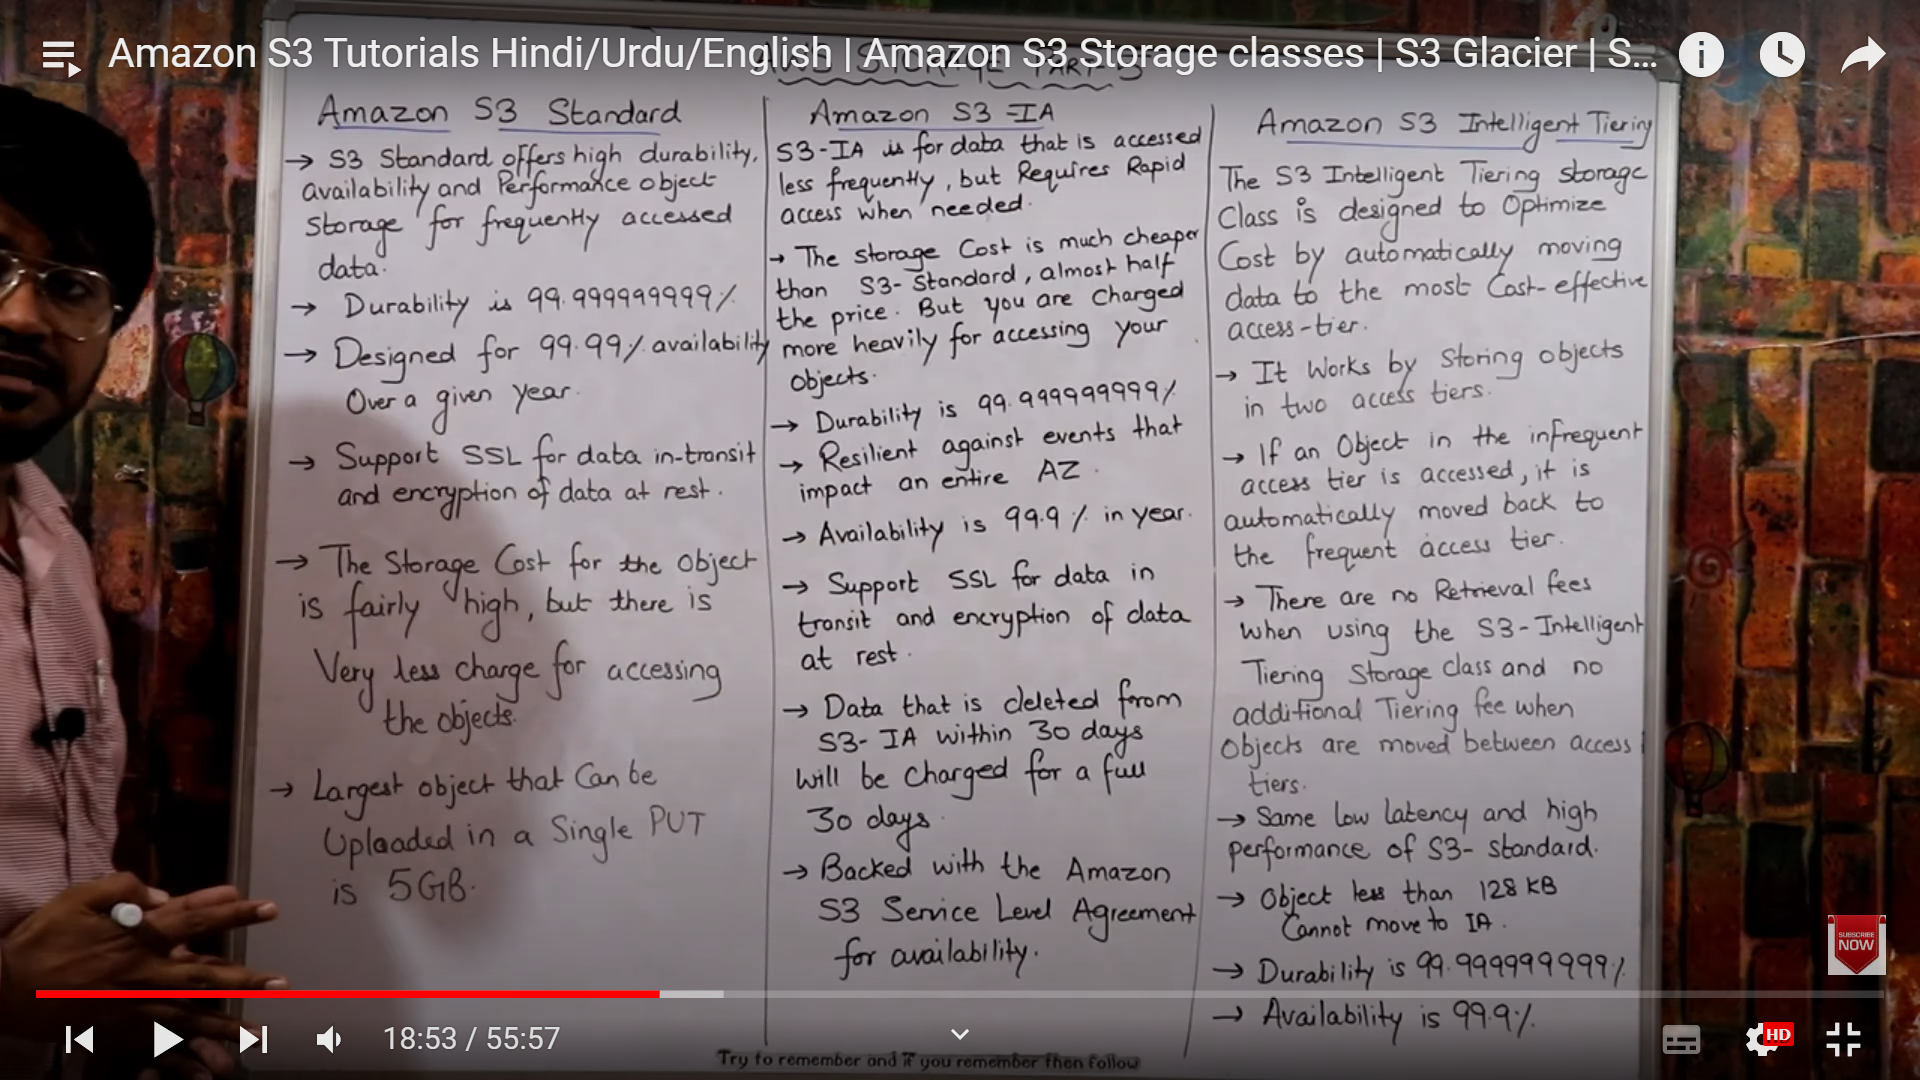 Amazon S3 Tutorials Hindi/Urdu/English | Amazon S3 Storage classes | S3 Glacier | S...
Amazon S3 Standard
→ S3 Standard offers high durability,
availability and Performance object
Storage for frequently accessed
data.
→ Durability is 99.999999999%
→ Designed for 99.99% availability
Over a given year.
→ Support SSL for data in-transit
and encryption of data at rest.
→ The Storage Cost for the object
is fairly high, but there is
Very less charge for accessing
the objects.
→ Largest object that Can be
Uploaded in a Single PUT
is 5GB.
Amazon S3-IA
S3-IA is for data that is accessed
less frequently, but Requires Rapid
access when needed.
→ The storage Cost is much cheaper
than S3-Standard, almost half
the price. But you are charged
more heavily for accessing your
objects.
→ Durability is 99.999999999%
→ Resilient against events that
impact an entire AZ.
→ Availability is 99.9% in year.
→ Support SSL for data in
transit and encryption of data
at rest.
→ Data that is deleted from
S3-IA within 30 days
will be charged for a full
30 days.
→ Backed with the Amazon
S3 Service Level Agreement
for availability.
Amazon S3 Intelligent Tiering
The S3 Intelligent Tiering storage
Class is designed to Optimize
Cost by automatically moving
data to the most Cost-effective
access-tier.
→ It Works by Storing objects
in two access tiers.
→ If an Object in the infrequent
access tier is accessed, it is
automatically moved back to
the frequent access tier.
→ There are no Retrieval fees
when using the S3-Intelligent
Tiering Storage class and no
additional Tiering fee when
Objects are moved between access
tiers.
→ Same low latency and high
performance of S3-standard.
→ Object less than 128 KB
Cannot move to IA.
→ Durability is 99.999999999%
→ Availability is 99.9%
SUBSCRIBE
NOW
18:53 / 55:57
HD
Try to remember and if you remember then follow